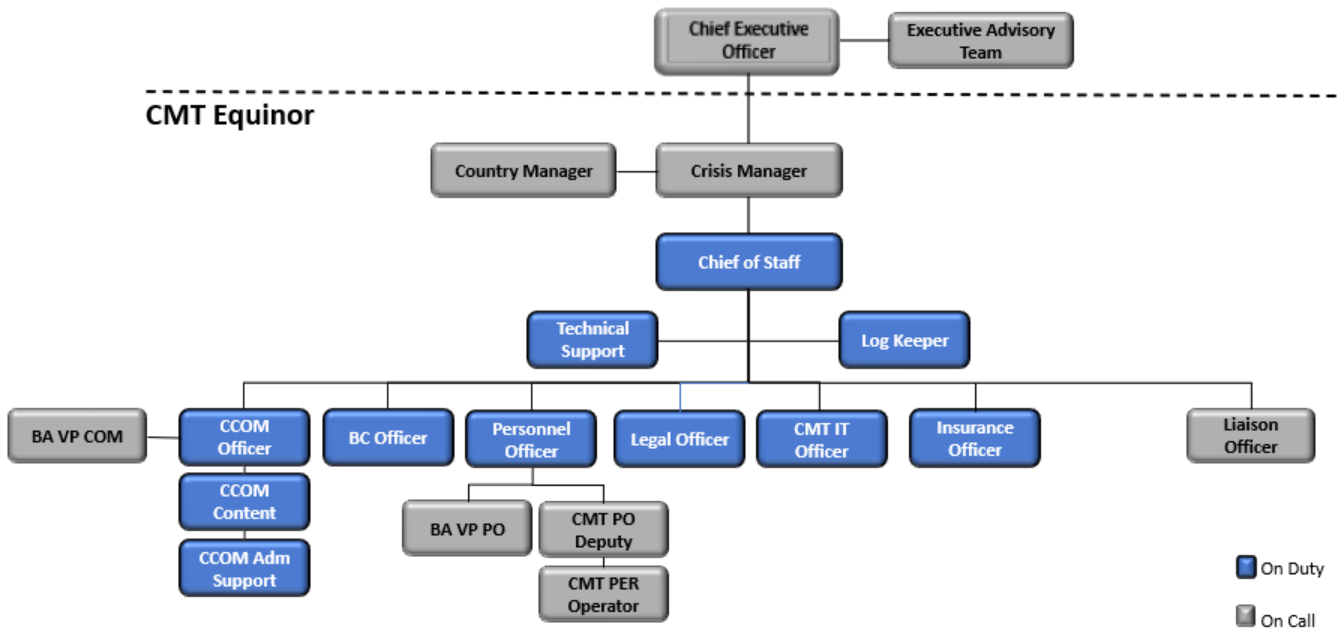 Chief Executive
Officer
Executive Advisory
Team
CMT Equinor
Country Manager
Crisis Manager
Chief of Staff
Technical
Support
Log Keeper
BA VP COM
CCOM
Officer
BC Officer
Personnel
Officer
Legal Officer
CMT IT
Officer
Insurance
Officer
Liaison
Officer
CCOM
Content
BA VP PO
CMT PO
Deputy
CCOM Adm
Support
CMT PER
Operator
On Duty
On Call